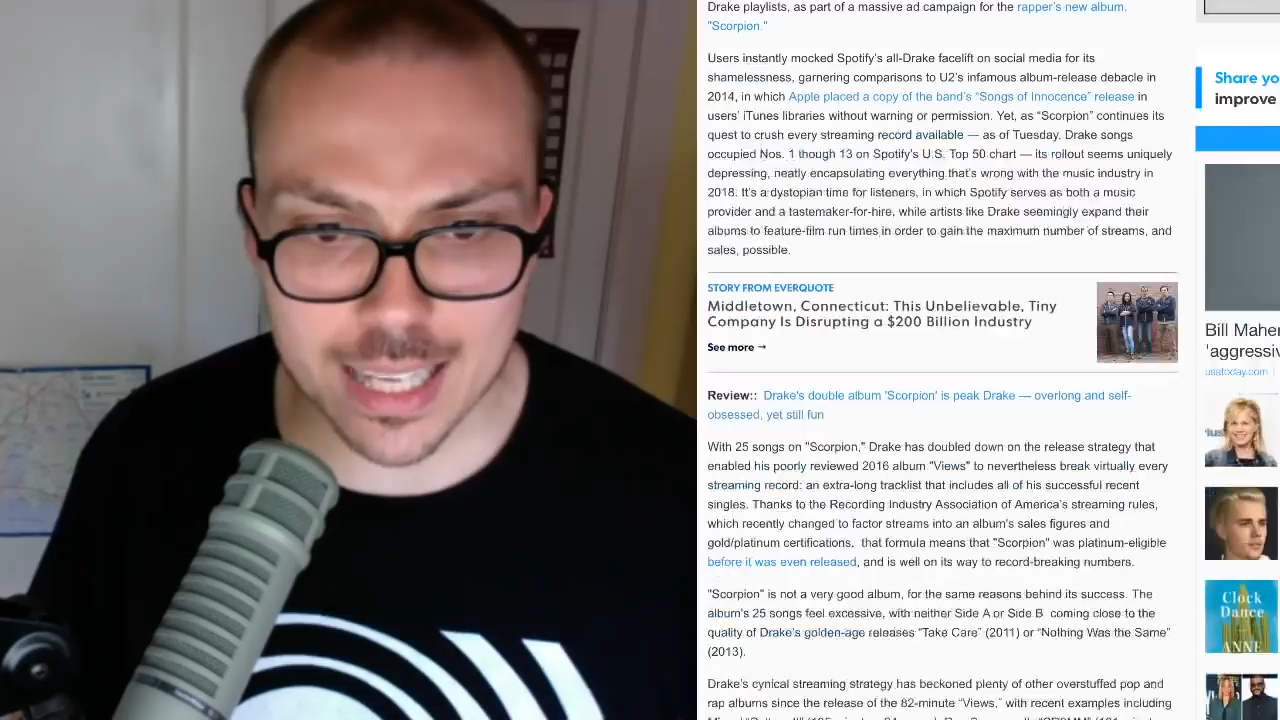 Drake playlists, as part of a massive ad campaign for the rapper's new album,
"Scorpion."
Users instantly mocked Spotify's all-Drake facelift on social media for its
shamelessness, garnering comparisons to U2's infamous album-release debacle in
2014, in which Apple placed a copy of the band's "Songs of Innocence" release in
users' iTunes libraries without warning or permission. Yet, as "Scorpion" continues its
quest to crush every streaming record available — as of Tuesday, Drake songs
occupied Nos. 1 though 13 on Spotify's U.S. Top 50 chart — its rollout seems uniquely
depressing, neatly encapsulating everything that's wrong with the music industry in
2018. It's a dystopian time for listeners, in which Spotify serves as both a music
provider and a tastemaker-for-hire, while artists like Drake seemingly expand their
albums to feature-film run times in order to gain the maximum number of streams, and
sales, possible.
STORY FROM EVERQUOTE
Middletown, Connecticut: This Unbelievable, Tiny
Company Is Disrupting a $200 Billion Industry
See more →
Review:: Drake's double album 'Scorpion' is peak Drake — overlong and self-
obsessed, yet still fun
With 25 songs on "Scorpion," Drake has doubled down on the release strategy that
enabled his poorly reviewed 2016 album "Views" to nevertheless break virtually every
streaming record: an extra-long tracklist that includes all of his successful recent
singles. Thanks to the Recording Industry Association of America's streaming rules,
which recently changed to factor streams into an album's sales figures and
gold/platinum certifications, that formula means that "Scorpion" was platinum-eligible
before it was even released, and is well on its way to record-breaking numbers.
"Scorpion" is not a very good album, for the same reasons behind its success. The
album's 25 songs feel excessive, with neither Side A or Side B coming close to the
quality of Drake's golden-age releases "Take Care" (2011) or "Nothing Was the Same"
(2013).
Drake's cynical streaming strategy has beckoned plenty of other overstuffed pop and
rap albums since the release of the 82-minute "Views," with recent examples including
Share yo
improve
Bill Maher
'aggressiv
usatoday.com
Clock
Dance
ANNE